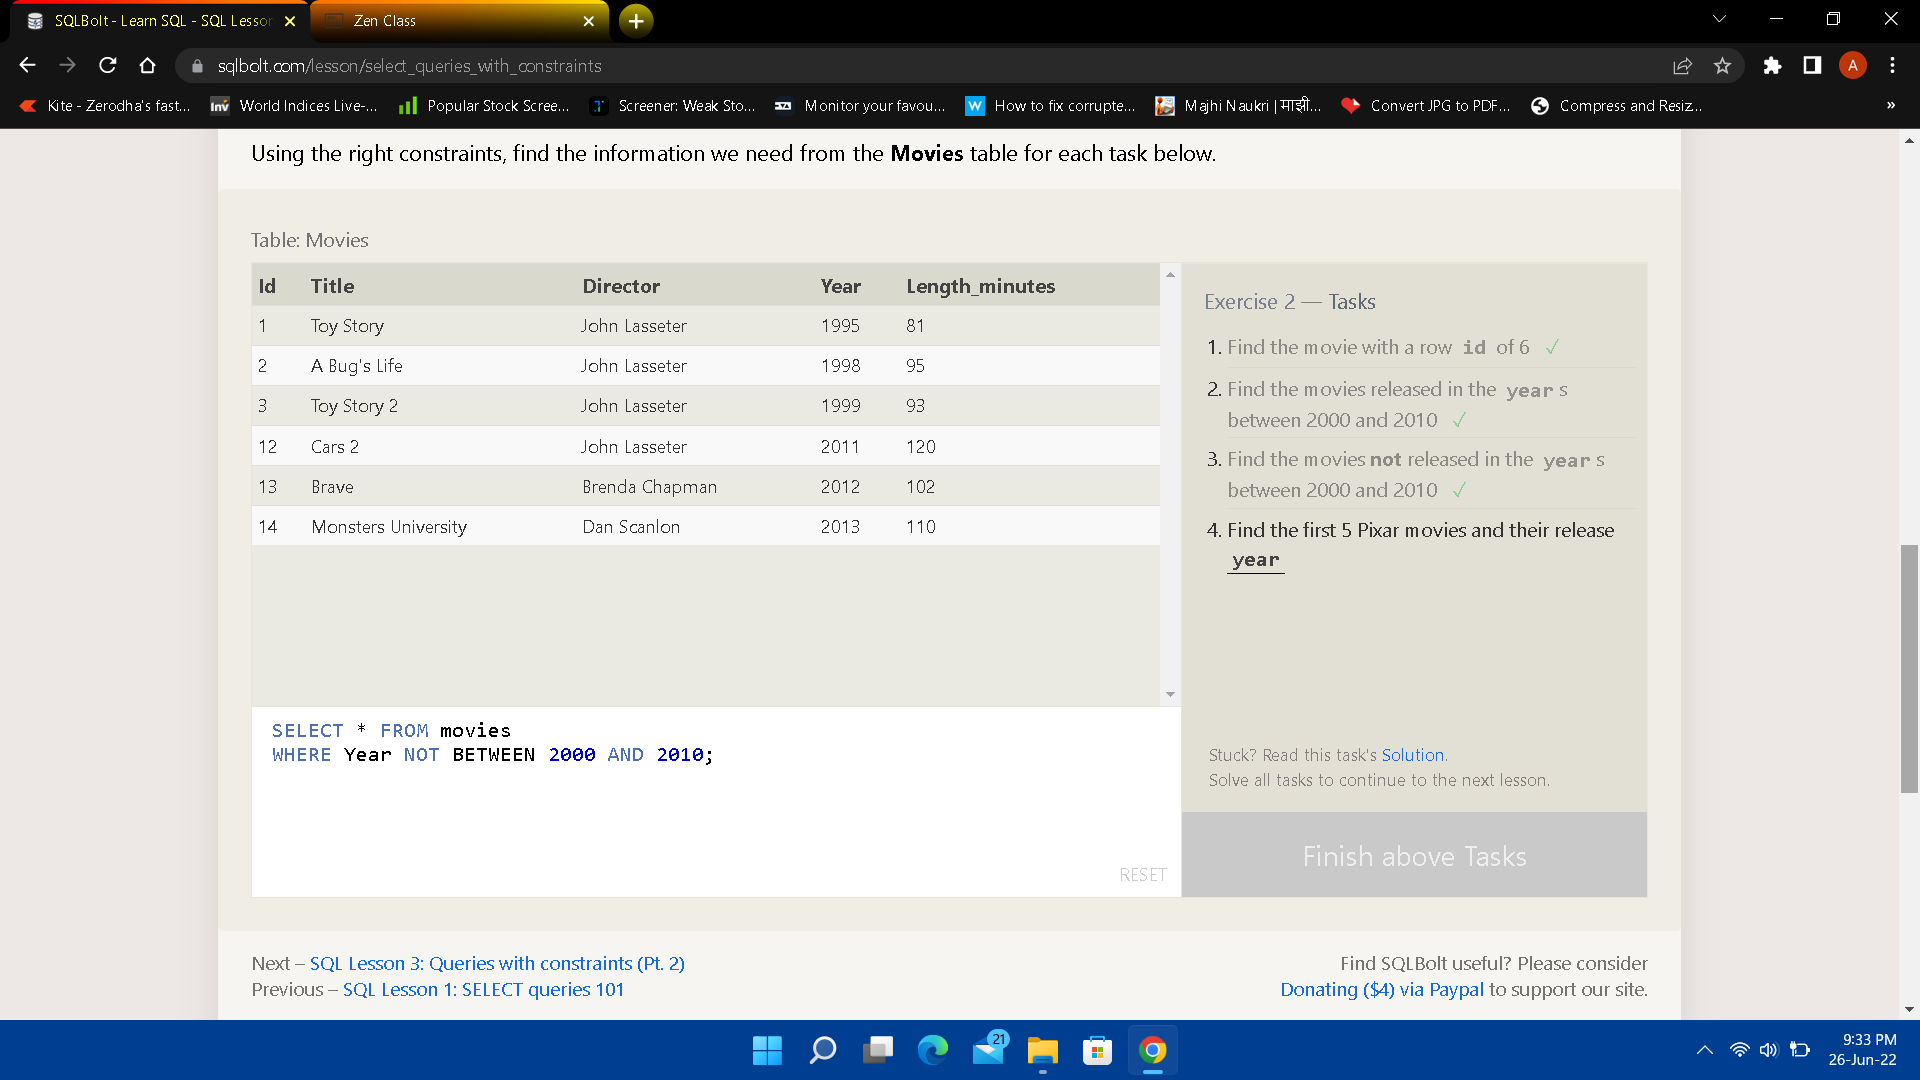 SQLBolt - Learn SQL - SQL Lesson
Zen Class
sqlbolt.com/lesson/select_queries_with_constraints
A
Kite - Zerodha's fast...
World Indices Live-...
Popular Stock Scree...
Screener: Weak Sto...
Monitor your favou...
How to fix corrupte...
Majhi Naukri | माझी...
Convert JPG to PDF...
Compress and Resiz...
»
Using the right constraints, find the information we need from the Movies table for each task below.
Table: Movies
Id Title Director Year Length_minutes
1 Toy Story John Lasseter 1995 81
2 A Bug's Life John Lasseter 1998 95
3 Toy Story 2 John Lasseter 1999 93
12 Cars 2 John Lasseter 2011 120
13 Brave Brenda Chapman 2012 102
14 Monsters University Dan Scanlon 2013 110
SELECT * FROM movies
WHERE Year NOT BETWEEN 2000 AND 2010;
RESET
Exercise 2 — Tasks
1. Find the movie with a row id of 6 ✓
2. Find the movies released in the year s
between 2000 and 2010 ✓
3. Find the movies not released in the year s
between 2000 and 2010 ✓
4. Find the first 5 Pixar movies and their release
year
Stuck? Read this task's Solution.
Solve all tasks to continue to the next lesson.
Finish above Tasks
Next – SQL Lesson 3: Queries with constraints (Pt. 2)
Previous – SQL Lesson 1: SELECT queries 101
Find SQLBolt useful? Please consider
Donating ($4) via Paypal to support our site.
21
9:33 PM
26-Jun-22